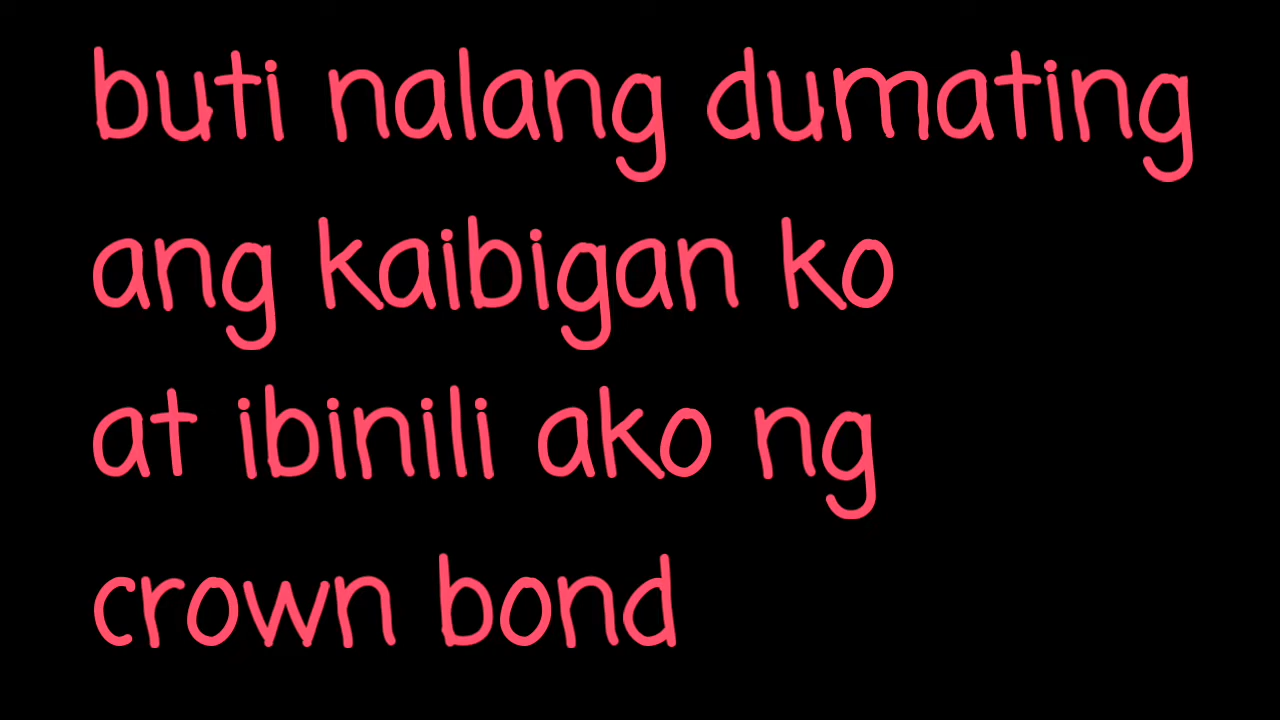 buti nalang dumating
ang kaibigan ko
at ibinili ako ng
crown bond